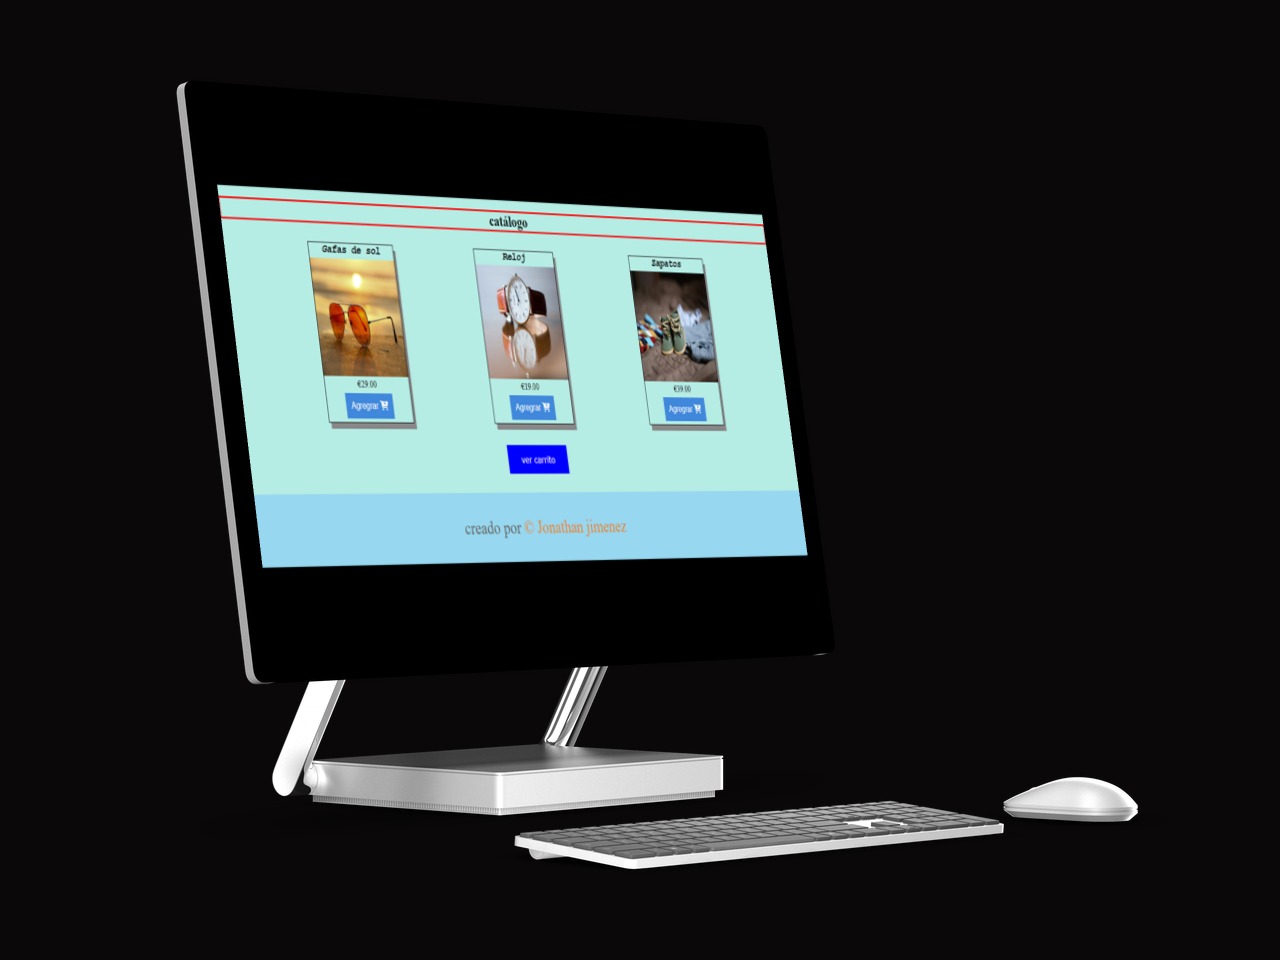 catálogo
Gafas de sol
Reloj
Zapatos
€29.00
€19.00
€39.00
Agregar
Agregar
Agregar
ver carrito
creado por © Jonathan jimenez